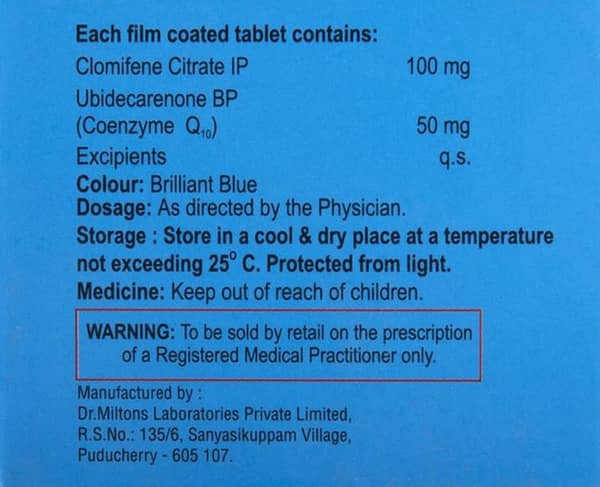 Each film coated tablet contains:
Clomifene Citrate IP 100 mg
Ubidecarenone BP
(Coenzyme Q₁₀) 50 mg
Excipients q.s.
Colour: Brilliant Blue
Dosage: As directed by the Physician.
Storage : Store in a cool & dry place at a temperature
not exceeding 25° C. Protected from light.
Medicine: Keep out of reach of children.
WARNING: To be sold by retail on the prescription
of a Registered Medical Practitioner only.
Manufactured by :
Dr.Miltons Laboratories Private Limited,
R.S.No.: 135/6, Sanyasikuppam Village,
Puducherry - 605 107.